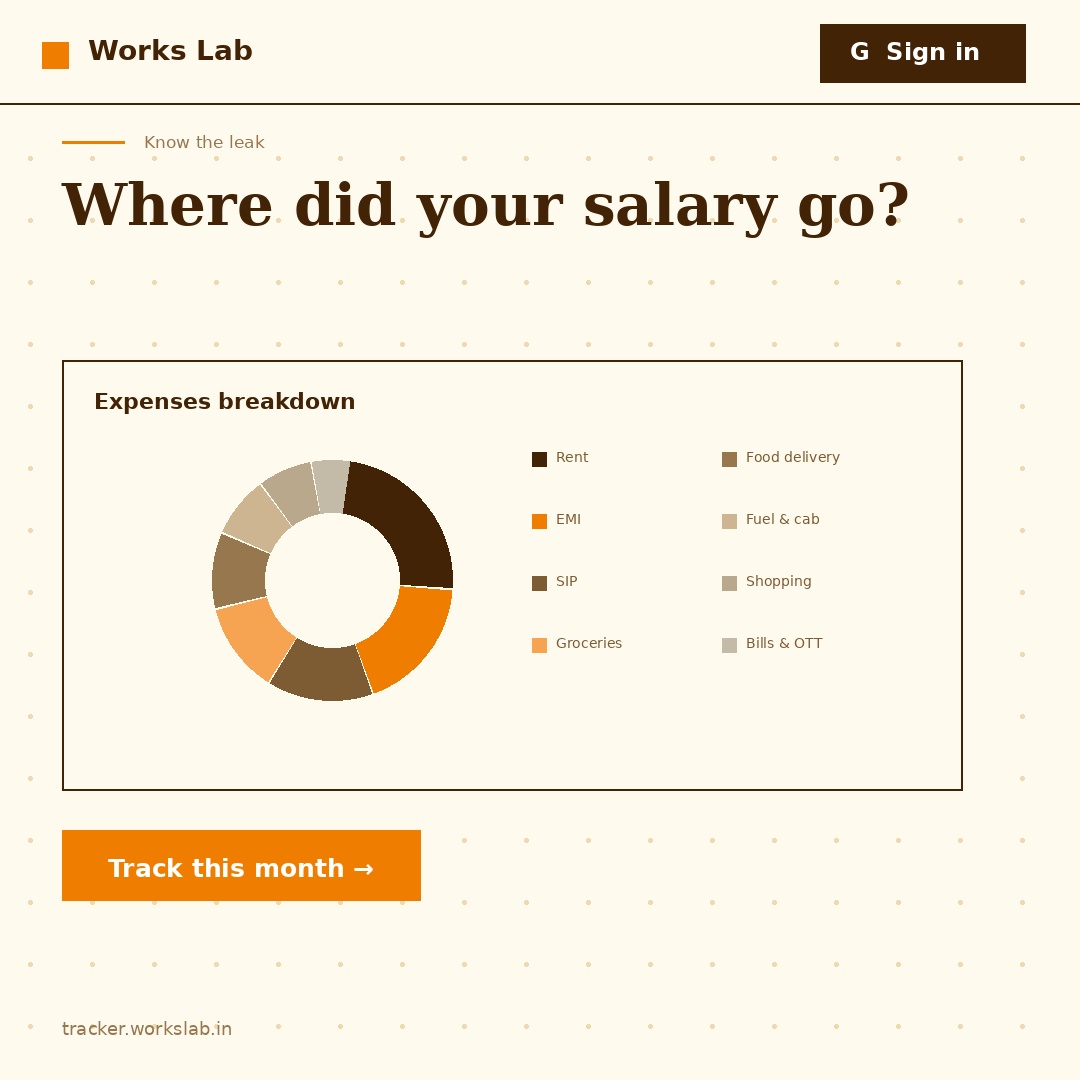 Works Lab
G Sign in
Know the leak
Where did your salary go?
Expenses breakdown
Rent
Food delivery
EMI
Fuel & cab
SIP
Shopping
Groceries
Bills & OTT
Track this month →
tracker.workslab.in